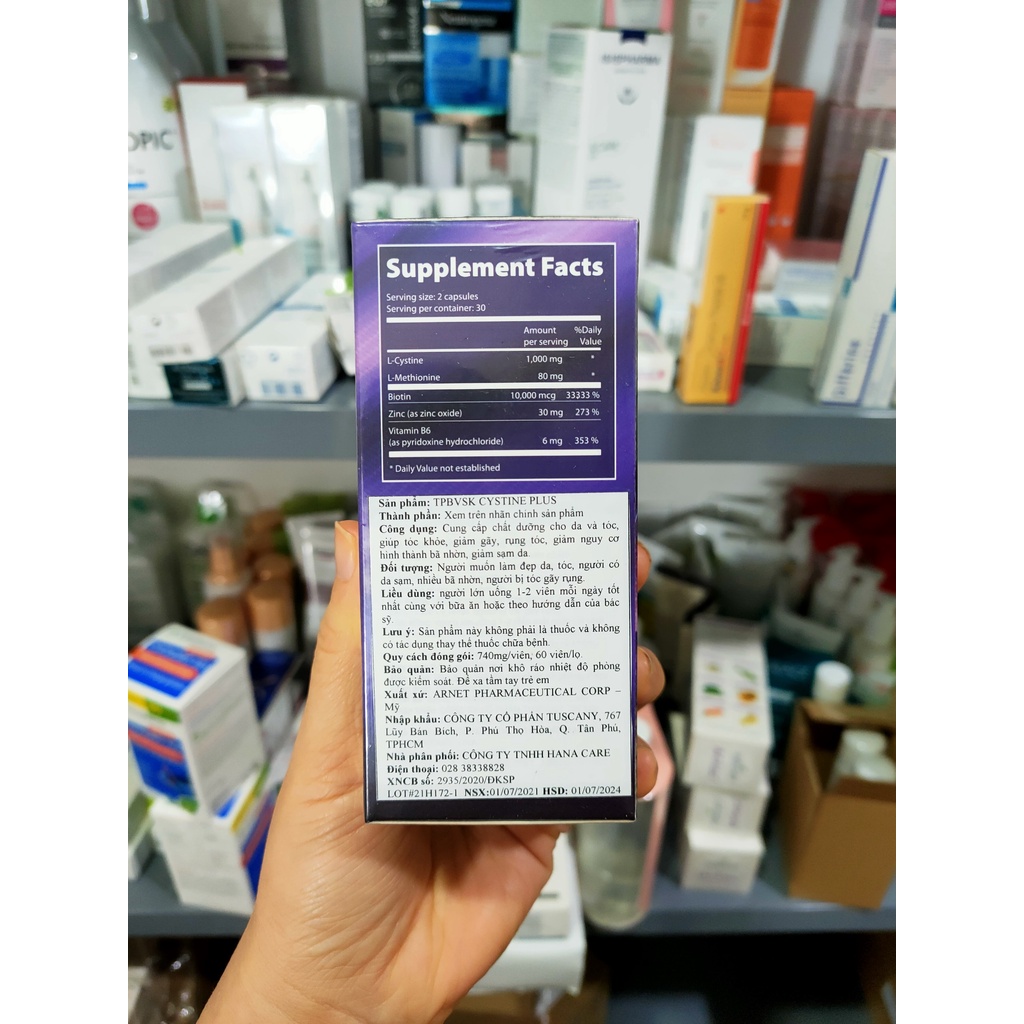 Neutrogena
OPIC
Supplement Facts
Serving size: 2 capsules
Serving per container: 30
Amount per serving %Daily Value
L-Cystine 1,000 mg *
L-Methionine 80 mg *
Biotin 10,000 mcg 33333 %
Zinc (as zinc oxide) 30 mg 273 %
Vitamin B6
(as pyridoxine hydrochloride) 6 mg 353 %
* Daily Value not established
Sản phẩm: TPBVSK CYSTINE PLUS
Thành phần: Xem trên nhãn chính sản phẩm
Công dụng: Cung cấp chất dưỡng cho da và tóc,
giúp tóc khỏe, giảm gãy, rụng tóc, giảm nguy cơ
hình thành bã nhờn, giảm sạm da.
Đối tượng: Người muốn làm đẹp da, tóc, người có
da sạm, nhiều bã nhờn, người bị tóc gãy rụng.
Liều dùng: người lớn uống 1-2 viên mỗi ngày tốt
nhất cùng với bữa ăn hoặc theo hướng dẫn của bác
sỹ.
Lưu ý: Sản phẩm này không phải là thuốc và không
có tác dụng thay thế thuốc chữa bệnh.
Quy cách đóng gói: 740mg/viên, 60 viên/lọ.
Bảo quản: Bảo quản nơi khô ráo nhiệt độ phòng
được kiểm soát. Để xa tầm tay trẻ em
Xuất xứ: ARNET PHARMACEUTICAL CORP –
Mỹ
Nhập khẩu: CÔNG TY CỔ PHẦN TUSCANY, 767
Lũy Bán Bích, P. Phú Thọ Hòa, Q. Tân Phú,
TPHCM
Nhà phân phối: CÔNG TY TNHH HANA CARE
Điện thoại: 028 38338828
XNCB số: 2935/2020/ĐKSP
LOT#21H172-1 NSX:01/07/2021 HSD: 01/07/2024